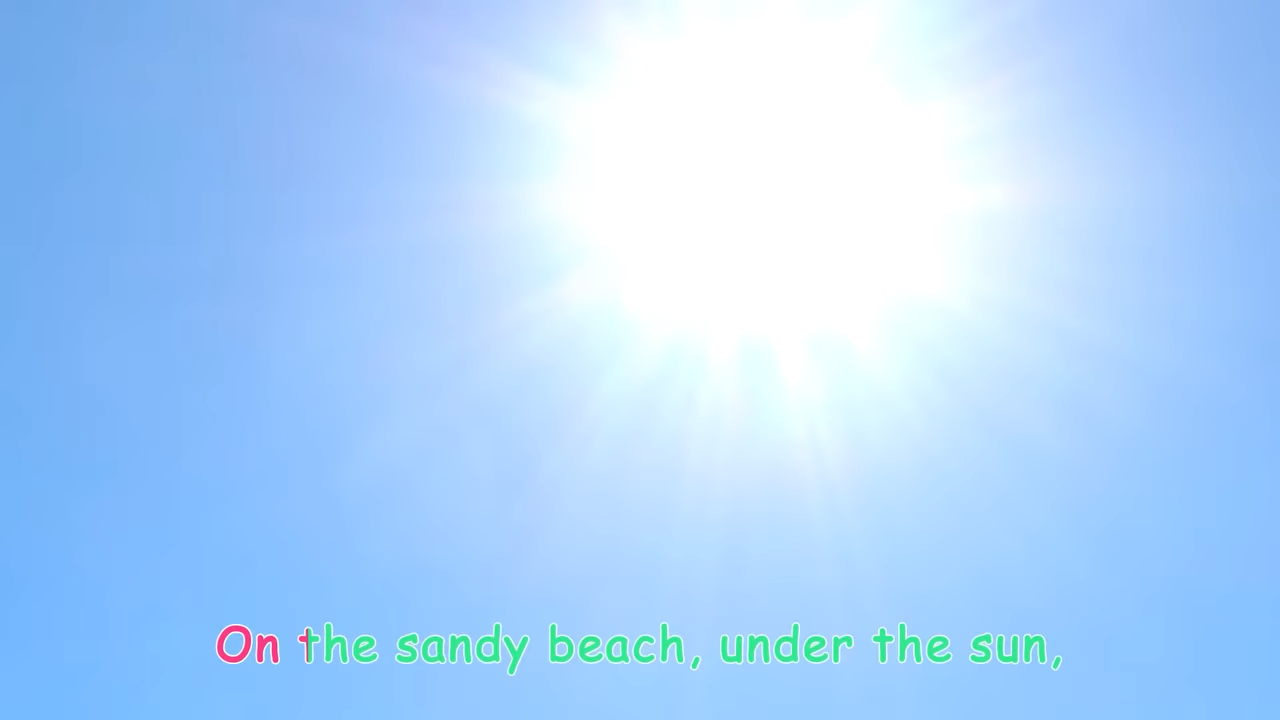 On the sandy beach, under the sun,